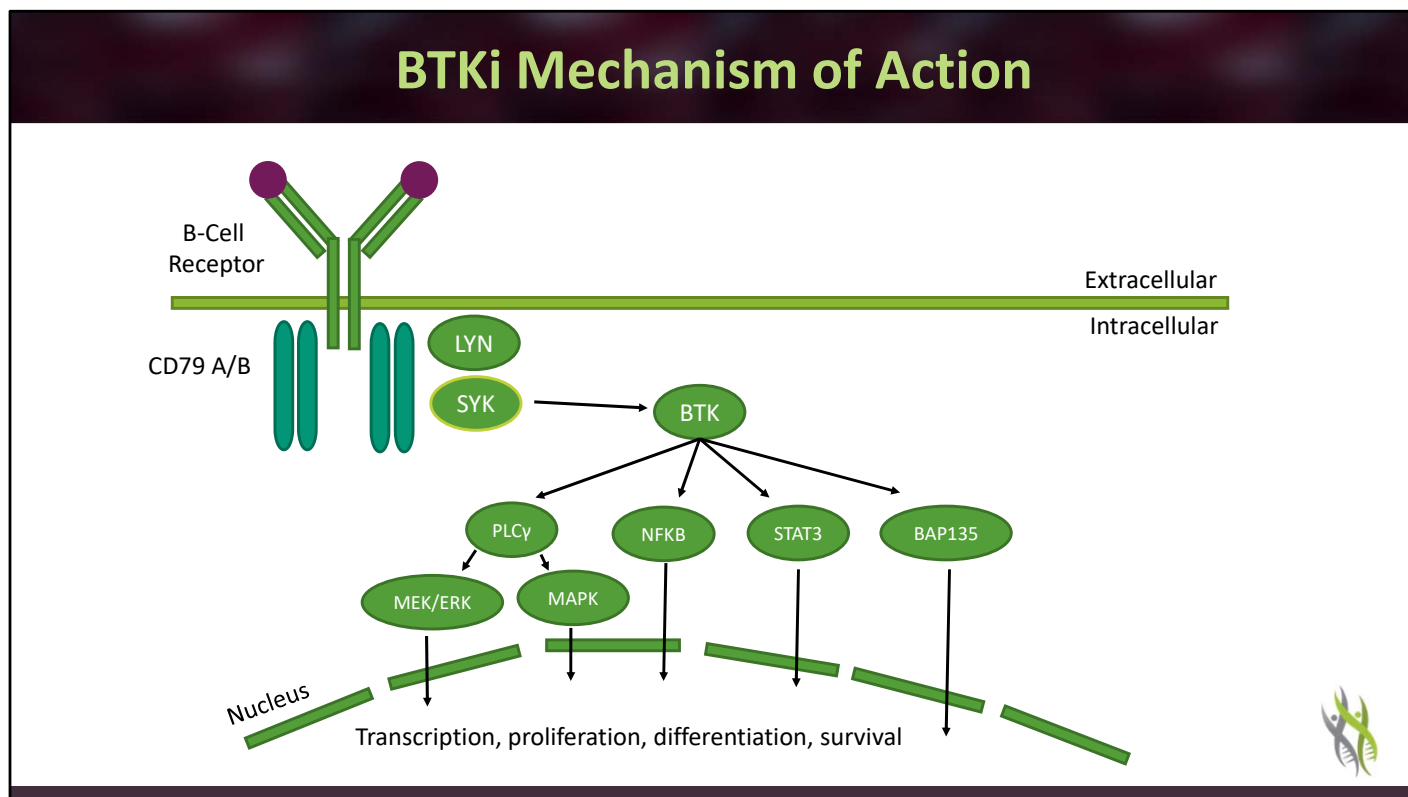 BTKi Mechanism of Action
B-Cell
Receptor
Extracellular
Intracellular
CD79 A/B
LYN
SYK
BTK
PLCγ
NFKB
STAT3
BAP135
MEK/ERK
MAPK
Nucleus
Transcription, proliferation, differentiation, survival